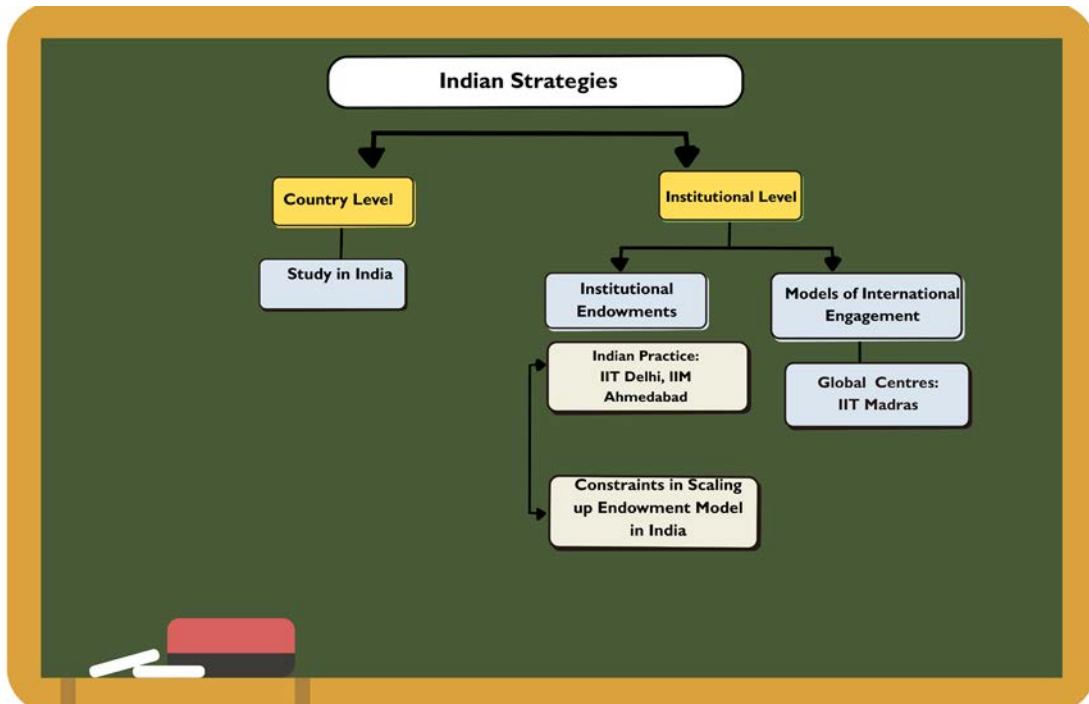 Indian Strategies
Country Level
Institutional Level
Study in India
Institutional
Endowments
Models of International
Engagement
Indian Practice:
IIT Delhi, IIM
Ahmedabad
Global Centres:
IIT Madras
Constraints in Scaling
up Endowment Model
in India